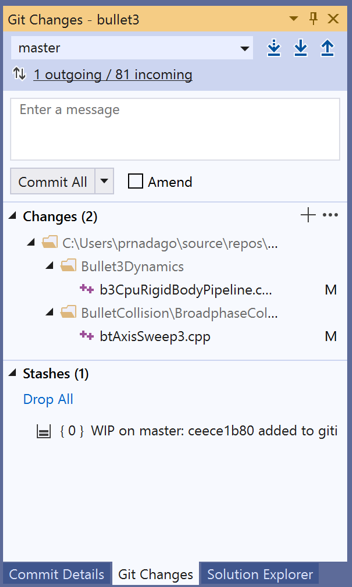 Git Changes - bullet3
master
1 outgoing / 81 incoming
Enter a message
Commit All Amend
Changes (2)
C:\Users\prnadago\source\repos\...
Bullet3Dynamics
b3CpuRigidBodyPipeline.c... M
BulletCollision\BroadphaseCol...
btAxisSweep3.cpp M
Stashes (1)
Drop All
{ 0 } WIP on master: ceece1b80 added to giti
Commit Details Git Changes Solution Explorer